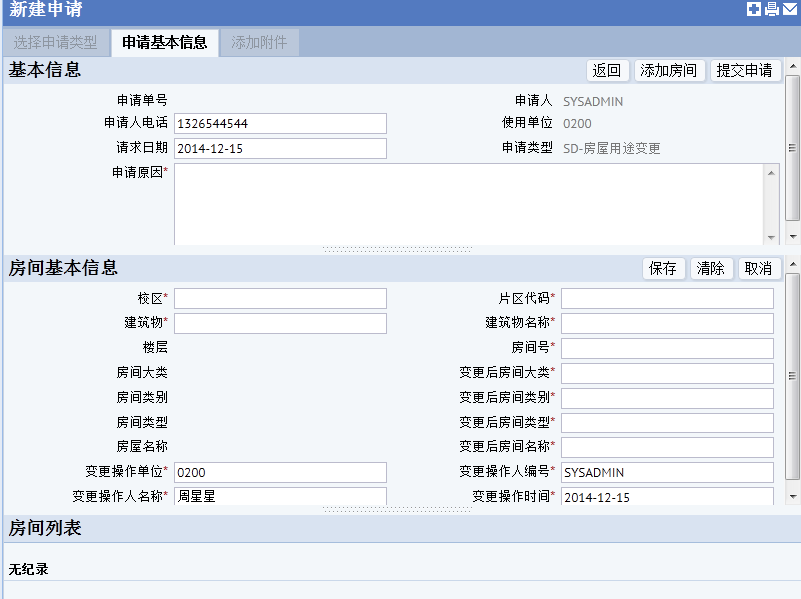 新建申请
选择申请类型 申请基本信息 添加附件
基本信息 返回 添加房间 提交申请
申请单号 申请人 SYSADMIN
申请人电话 1326544544 使用单位 0200
请求日期 2014-12-15 申请类型 SD-房屋用途变更
申请原因*
房间基本信息 保存 清除 取消
校区* 片区代码*
建筑物* 建筑物名称*
楼层 房间号*
房间大类 变更后房间大类*
房间类别 变更后房间类别*
房间类型 变更后房间类型*
房屋名称 变更后房间名称*
变更操作单位* 0200 变更操作人编号* SYSADMIN
变更操作人名称* 周星星 变更操作时间* 2014-12-15
房间列表
无纪录